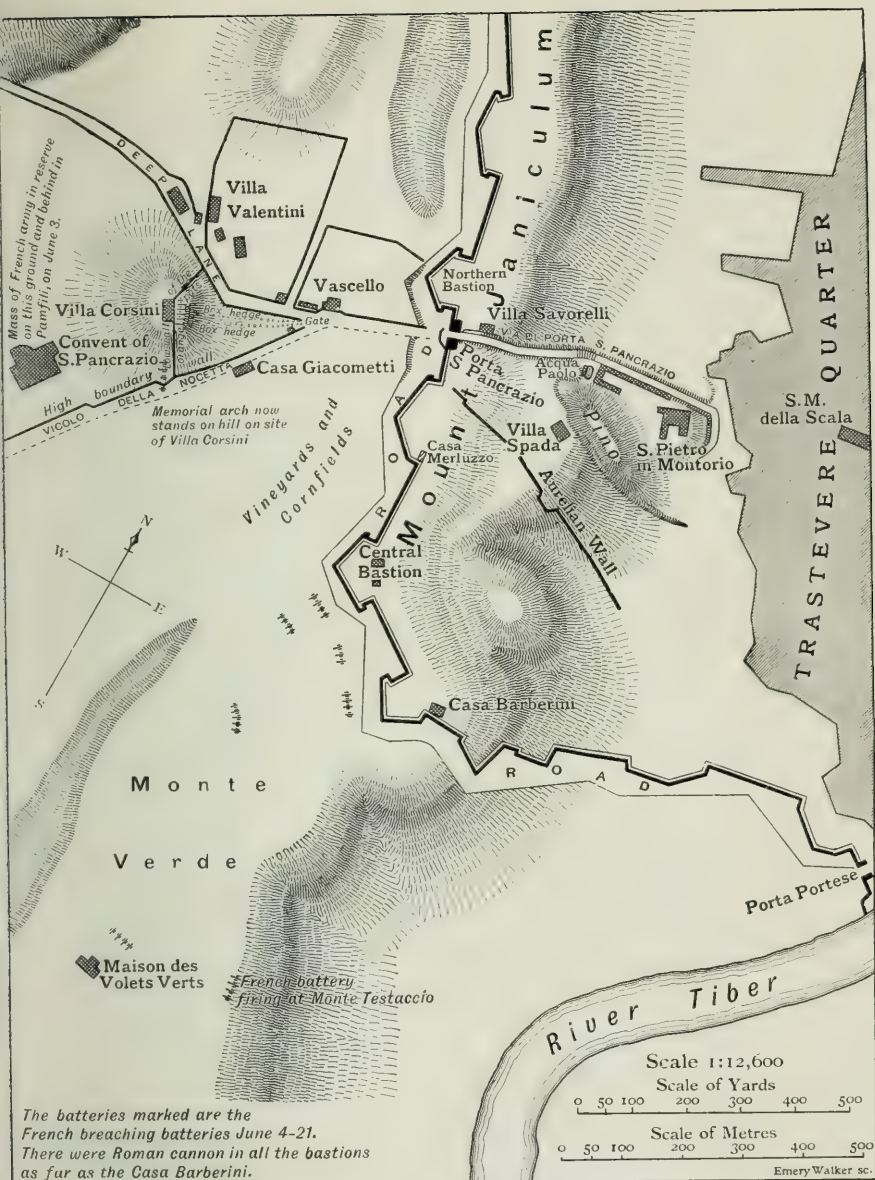 Mass of French army in reserve
on this ground and behind in
Pamfili, on June 3.
DEEP LANE
Villa
Valentini
Vascello
Northern
Bastion
Janiculum
Mount
Villa Corsini
Convent of
S. Pancrazio
Box hedge
Box hedge
Gate
wall
High boundary
VICOLO DELLA NOCETTA
Casa Giacometti
Memorial arch now
stands on hill on site
of Villa Corsini
Vineyards and
Cornfields
ROAD
Villa Savorelli
VIA DI PORTA S. PANCRAZIO
Porta
S. Pancrazio
Acqua
Paolo
Pino
Villa
Spada
S. Pietro
in Montorio
S.M.
della Scala
TRASTEVERE QUARTER
Casa
Merluzzo
Aurelian Wall
Central
Bastion
N
W
E
S
Casa Barberini
ROAD
Monte
Verde
Porta Portese
Maison des
Volets Verts
French battery
firing at Monte Testaccio
River Tiber
Scale 1:12,600
Scale of Yards
0 50 100 200 300 400 500
Scale of Metres
0 50 100 200 300 400 500
The batteries marked are the
French breaching batteries June 4-21.
There were Roman cannon in all the bastions
as far as the Casa Barberini.
Emery Walker sc.